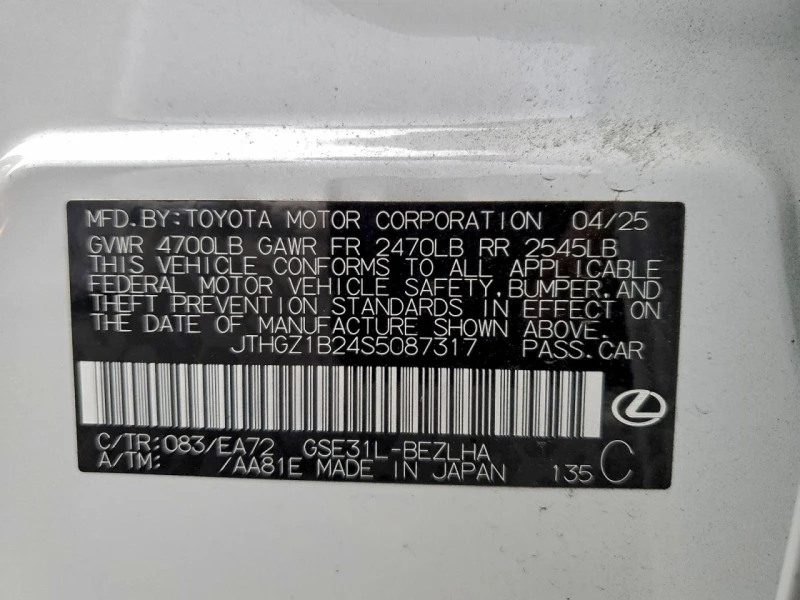 MFD.BY:TOYOTA MOTOR CORPORATION 04/25
GVWR 4700LB GAWR FR 2470LB RR 2545LB
THIS VEHICLE CONFORMS TO ALL APPLICABLE
FEDERAL MOTOR VEHICLE SAFETY,BUMPER,AND
THEFT PREVENTION STANDARDS IN EFFECT ON
THE DATE OF MANUFACTURE SHOWN ABOVE.
JTHGZ1B24S5087317 PASS.CAR
C/TR:083/EA72 GSE31L-BEZLHA
A/TM: /AA81E MADE IN JAPAN 135 C